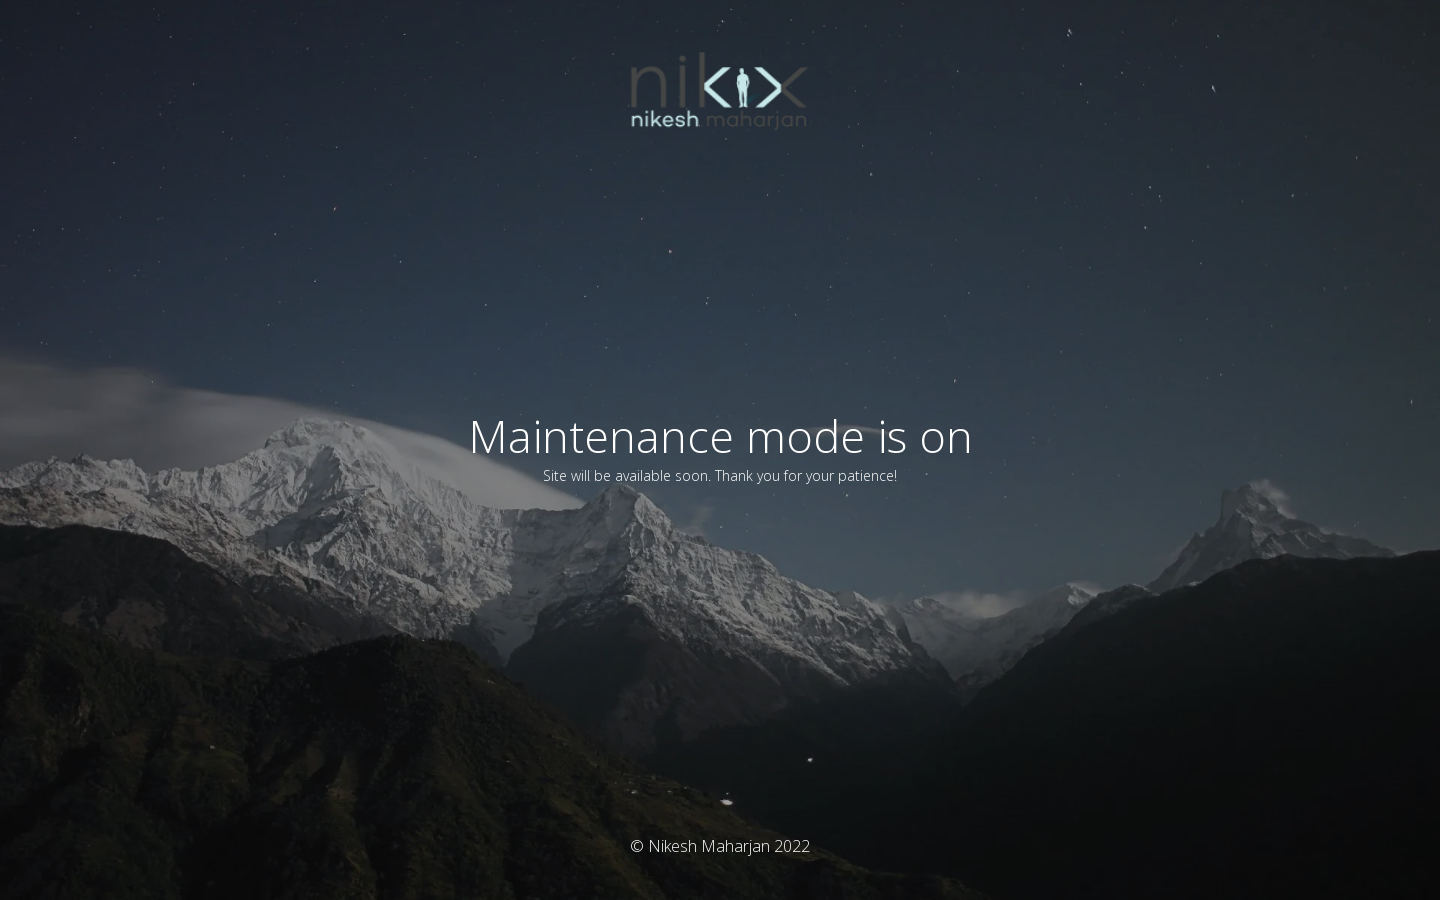 nikix
nikesh maharjan
Maintenance mode is on
Site will be available soon. Thank you for your patience!
© Nikesh Maharjan 2022